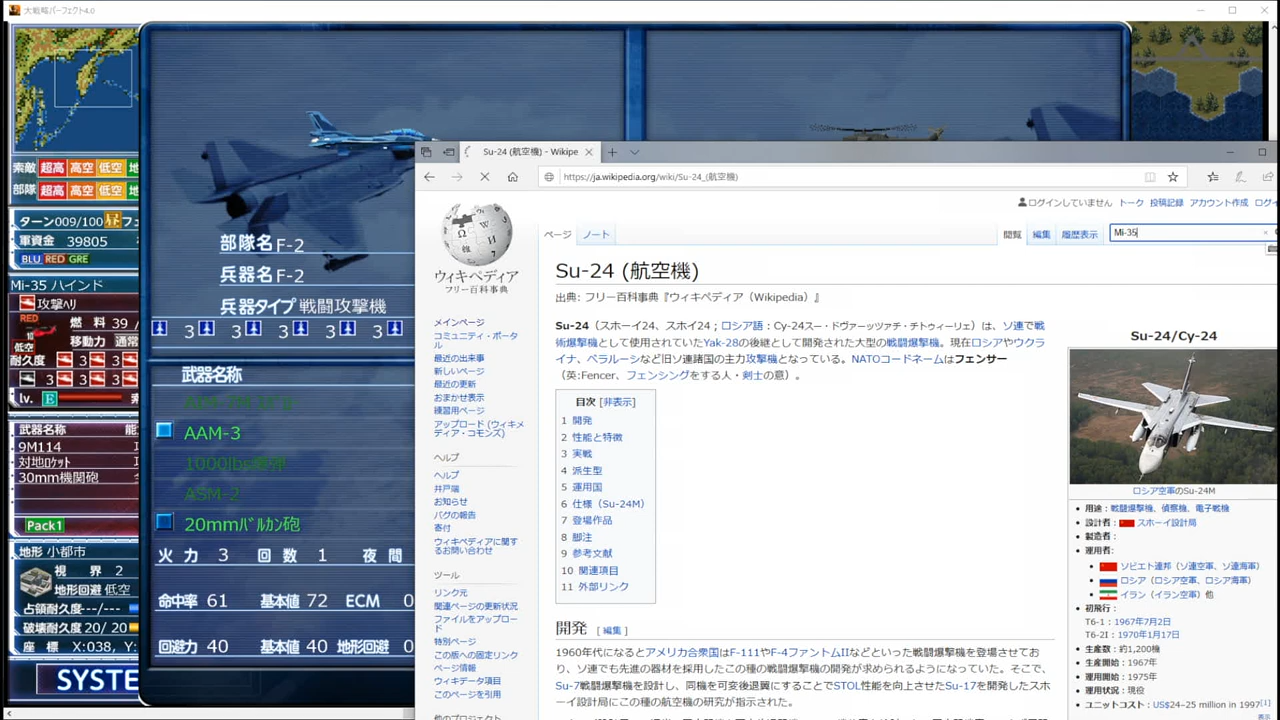 大戦略パーフェクト4.0
索敵 超高 高空 低空 地
部隊 超高 高空 低空 地
ターン009/100 昼 フェ
軍資金 39805
BLU RED GRE
Mi-35 ハインド
攻撃ヘリ
RED 燃料 39 /
低空 移動力 通常
耐久度 3 3 3
3 3 3
lv. E 索
武器名称 能
9M114
対地ロケット
30mm機関砲
Pack1
地形 小都市
視界 2
地形回避 低空
占領耐久度---/---
破壊耐久度20/ 20
座標 X:038, Y:
SYSTE
部隊名 F-2
兵器名 F-2
兵器タイプ 戦闘攻撃機
3 3 3 3 3
武器名称
AAM-3
ASM-2
20mmバルカン砲
火力 3 回数 1 夜間
命中率 61 基本値 72 ECM 0
回避力 40 基本値 40 地形回避 0
Su-24 (航空機) - Wikipe
https://ja.wikipedia.org/wiki/Su-24_(航空機)
ログインしていません トーク 投稿記録 アカウント作成 ログイ
ページ ノート 閲覧 編集 履歴表示 Mi-35
ウィキペディア
フリー百科事典
メインページ
コミュニティ・ポータル
最近の出来事
新しいページ
最近の更新
おまかせ表示
練習用ページ
アップロード (ウィキメディア・コモンズ)
ヘルプ
ヘルプ
井戸端
お知らせ
バグの報告
寄付
ウィキペディアに関するお問い合わせ
ツール
リンク元
関連ページの更新状況
ファイルをアップロード
特別ページ
この版への固定リンク
ページ情報
ウィキデータ項目
このページを引用
他のプロジェクト
Su-24 (航空機)
出典: フリー百科事典『ウィキペディア（Wikipedia）』
Su-24（スホーイ24、スホイ24；ロシア語：Су-24スー・ドヴァーッツァチ・チトゥィーリェ）は、ソ連で戦
術爆撃機として使用されていたYak-28の後継として開発された大型の戦闘爆撃機。現在ロシアやウクラ
イナ、ベラルーシなど旧ソ連諸国の主力攻撃機となっている。NATOコードネームはフェンサー
（英:Fencer、フェンシングをする人・剣士の意）。
目次 [非表示]
1 開発
2 性能と特徴
3 実戦
4 派生型
5 運用国
6 仕様（Su-24M）
7 登場作品
8 脚注
9 参考文献
10 関連項目
11 外部リンク
開発 [ 編集 ]
1960年代になるとアメリカ合衆国はF-111やF-4ファントムIIなどといった戦闘爆撃機を登場させてお
り、ソ連でも先進の器材を採用したこの種の戦闘爆撃機の開発が求められるようになっていた。そこで、
Su-7戦闘爆撃機を設計し、同機を可変後退翼にすることでSTOL性能を向上させたSu-17を開発したスホ
ーイ設計局にこの種の航空機の研究が指示された。
Su-24/Су-24
ロシア空軍のSu-24M
用途：戦闘爆撃機、偵察機、電子戦機
設計者： スホーイ設計局
製造者：
運用者：
ソビエト連邦（ソ連空軍、ソ連海軍）
ロシア（ロシア空軍、ロシア海軍）
イラン（イラン空軍）他
初飛行：
T6-1：1967年7月2日
T6-2I：1970年1月17日
生産数：約1,200機
生産開始：1967年
運用開始：1975年
運用状況：現役
ユニットコスト：US$24–25 million in 1997[1]